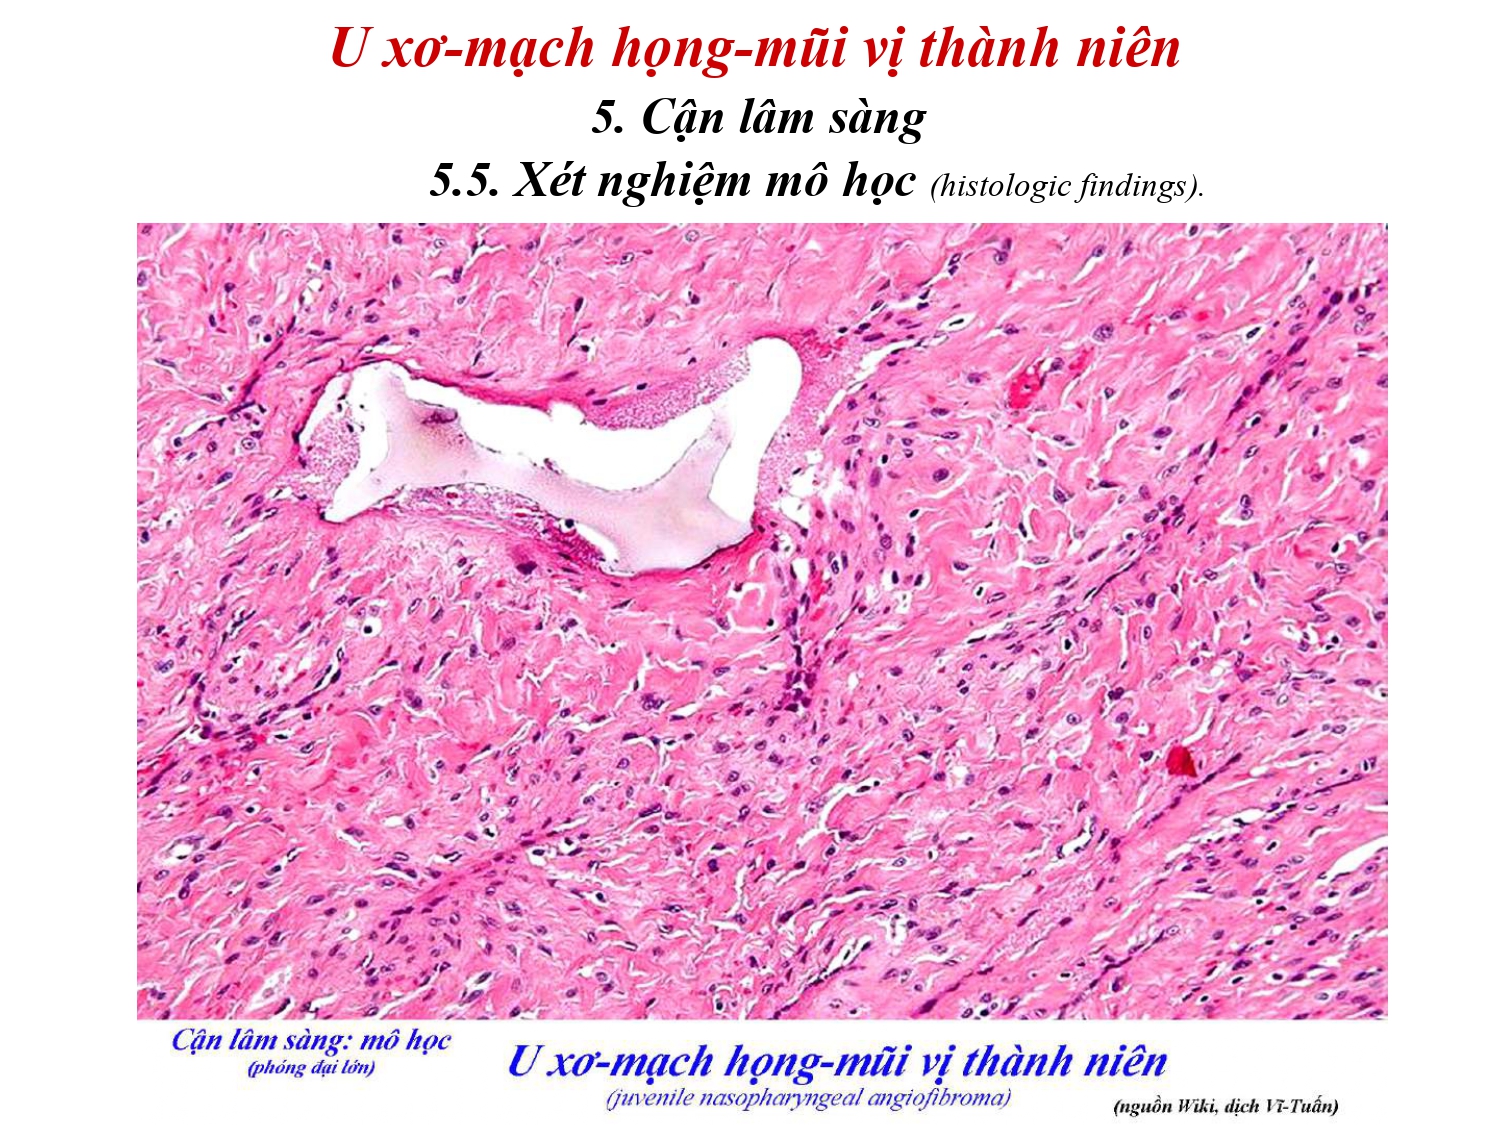 U xơ-mạch họng-mũi vị thành niên
5. Cận lâm sàng
5.5. Xét nghiệm mô học (histologic findings).
Cận lâm sàng: mô học
(phóng đại lớn)
U xơ-mạch họng-mũi vị thành niên
(juvenile nasopharyngeal angiofibroma)
(nguồn Wiki, dịch Vĩ-Tuấn)